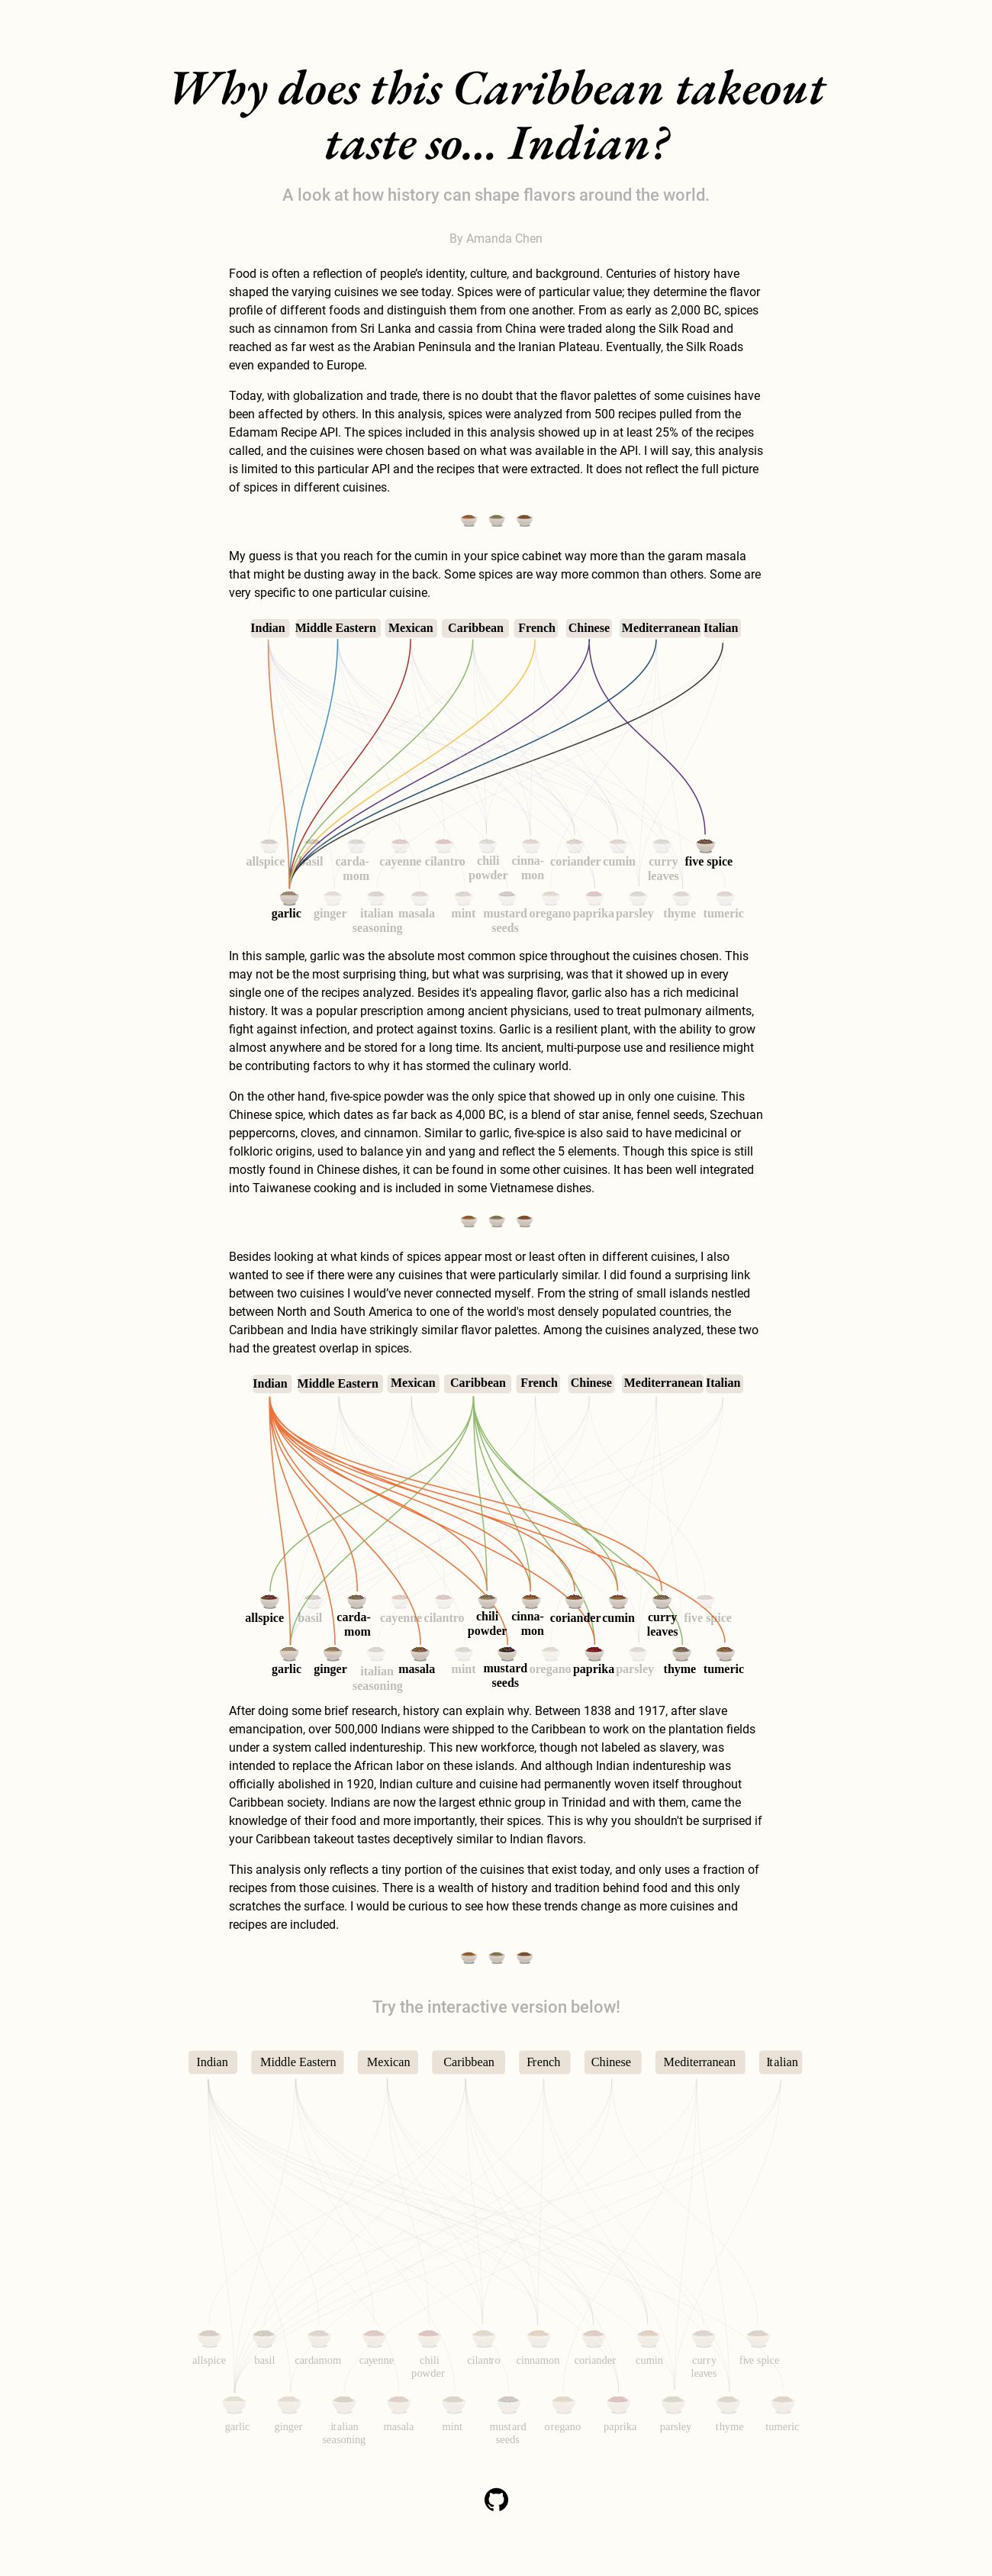 Why does this Caribbean takeout
taste so... Indian?
A look at how history can shape flavors around the world.
By Amanda Chen
Food is often a reflection of people's identity, culture, and background. Centuries of history have
shaped the varying cuisines we see today. Spices were of particular value; they determine the flavor
profile of different foods and distinguish them from one another. From as early as 2,000 BC, spices
such as cinnamon from Sri Lanka and cassia from China were traded along the Silk Road and
reached as far west as the Arabian Peninsula and the Iranian Plateau. Eventually, the Silk Roads
even expanded to Europe.
Today, with globalization and trade, there is no doubt that the flavor palettes of some cuisines have
been affected by others. In this analysis, spices were analyzed from 500 recipes pulled from the
Edamam Recipe API. The spices included in this analysis showed up in at least 25% of the recipes
called, and the cuisines were chosen based on what was available in the API. I will say, this analysis
is limited to this particular API and the recipes that were extracted. It does not reflect the full picture
of spices in different cuisines.
My guess is that you reach for the cumin in your spice cabinet way more than the garam masala
that might be dusting away in the back. Some spices are way more common than others. Some are
very specific to one particular cuisine.
Indian Middle Eastern Mexican Caribbean French Chinese Mediterranean Italian
allspice basil carda- cayenne cilantro chili cinna- coriander cumin curry five spice
mom powder mon leaves
garlic ginger italian masala mint mustard oregano paprika parsley thyme tumeric
seasoning seeds
In this sample, garlic was the absolute most common spice throughout the cuisines chosen. This
may not be the most surprising thing, but what was surprising, was that it showed up in every
single one of the recipes analyzed. Besides it's appealing flavor, garlic also has a rich medicinal
history. It was a popular prescription among ancient physicians, used to treat pulmonary ailments,
fight against infection, and protect against toxins. Garlic is a resilient plant, with the ability to grow
almost anywhere and be stored for a long time. Its ancient, multi-purpose use and resilience might
be contributing factors to why it has stormed the culinary world.
On the other hand, five-spice powder was the only spice that showed up in only one cuisine. This
Chinese spice, which dates as far back as 4,000 BC, is a blend of star anise, fennel seeds, Szechuan
peppercorns, cloves, and cinnamon. Similar to garlic, five-spice is also said to have medicinal or
folkloric origins, used to balance yin and yang and reflect the 5 elements. Though this spice is still
mostly found in Chinese dishes, it can be found in some other cuisines. It has been well integrated
into Taiwanese cooking and is included in some Vietnamese dishes.
Besides looking at what kinds of spices appear most or least often in different cuisines, I also
wanted to see if there were any cuisines that were particularly similar. I did found a surprising link
between two cuisines I would've never connected myself. From the string of small islands nestled
between North and South America to one of the world's most densely populated countries, the
Caribbean and India have strikingly similar flavor palettes. Among the cuisines analyzed, these two
had the greatest overlap in spices.
Indian Middle Eastern Mexican Caribbean French Chinese Mediterranean Italian
allspice basil carda- cayenne cilantro chili cinna- coriander cumin curry five spice
mom powder mon leaves
garlic ginger italian masala mint mustard oregano paprika parsley thyme tumeric
seasoning seeds
After doing some brief research, history can explain why. Between 1838 and 1917, after slave
emancipation, over 500,000 Indians were shipped to the Caribbean to work on the plantation fields
under a system called indentureship. This new workforce, though not labeled as slavery, was
intended to replace the African labor on these islands. And although Indian indentureship was
officially abolished in 1920, Indian culture and cuisine had permanently woven itself throughout
Caribbean society. Indians are now the largest ethnic group in Trinidad and with them, came the
knowledge of their food and more importantly, their spices. This is why you shouldn't be surprised if
your Caribbean takeout tastes deceptively similar to Indian flavors.
This analysis only reflects a tiny portion of the cuisines that exist today, and only uses a fraction of
recipes from those cuisines. There is a wealth of history and tradition behind food and this only
scratches the surface. I would be curious to see how these trends change as more cuisines and
recipes are included.
Try the interactive version below!
Indian Middle Eastern Mexican Caribbean French Chinese Mediterranean Italian
allspice basil cardamom cayenne chili cilantro cinnamon coriander cumin curry five spice
powder leaves
garlic ginger italian masala mint mustard oregano paprika parsley thyme tumeric
seasoning seeds